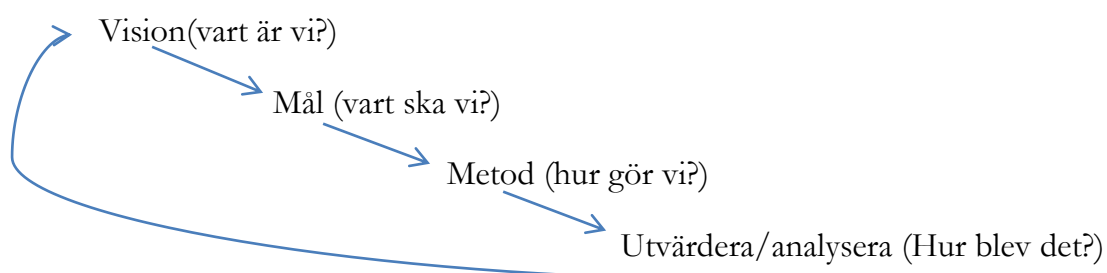 Vision(vart är vi?)
Mål (vart ska vi?)
Metod (hur gör vi?)
Utvärdera/analysera (Hur blev det?)